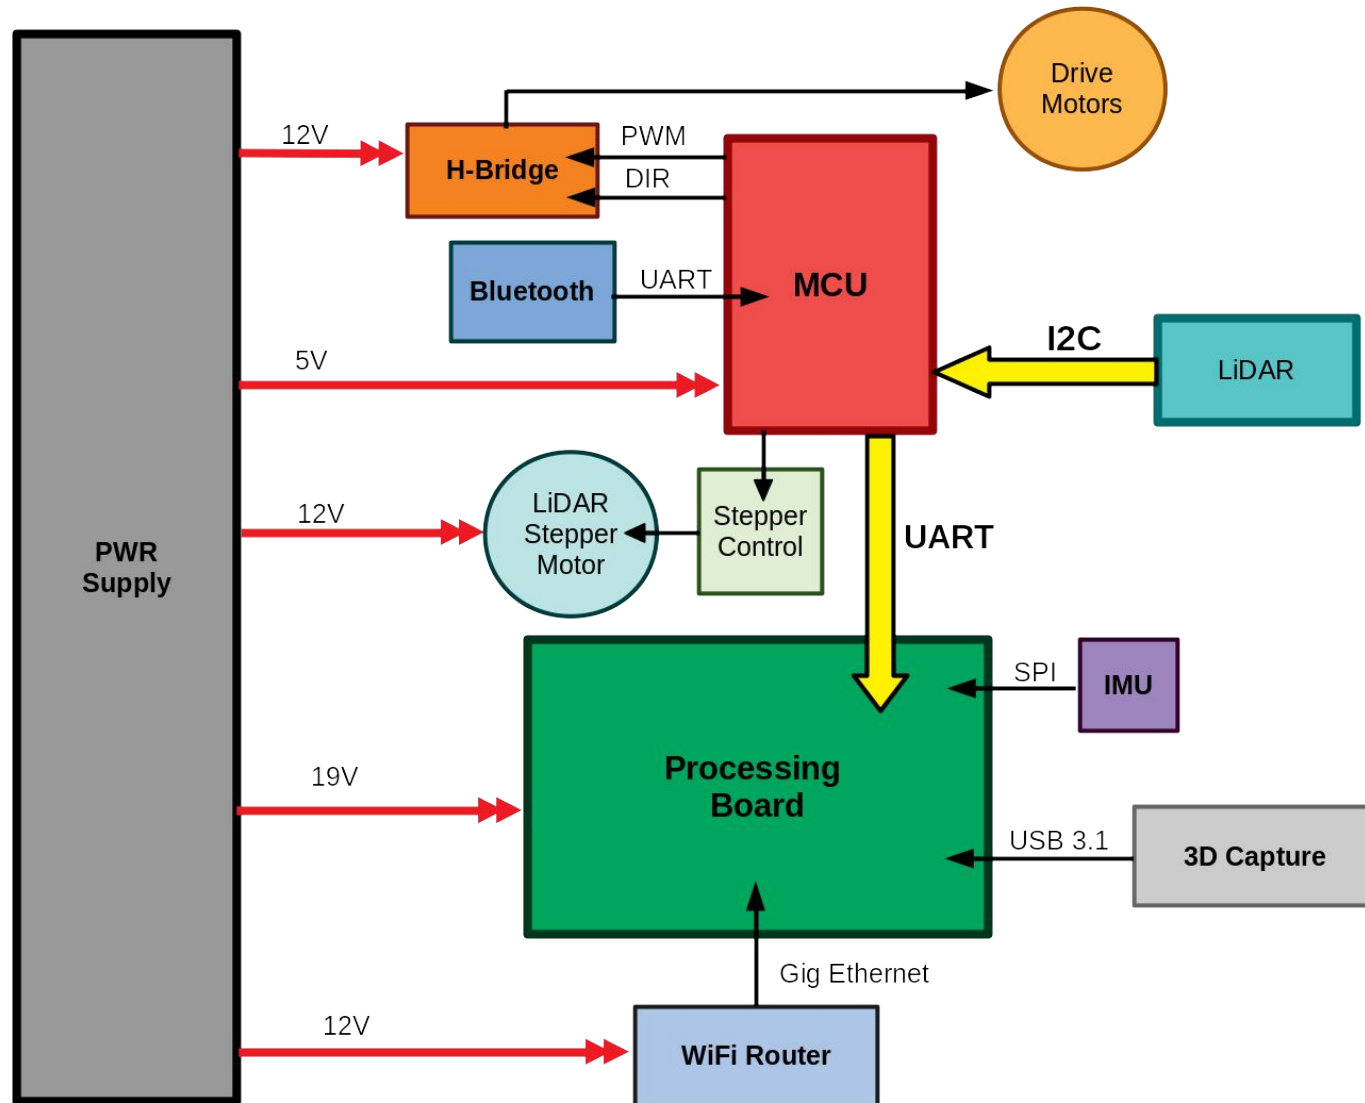 Drive
Motors
12V
PWM
H-Bridge
DIR
MCU
Bluetooth
UART
I2C
LiDAR
5V
12V
LiDAR
Stepper
Motor
Stepper
Control
UART
PWR
Supply
SPI
IMU
19V
Processing
Board
USB 3.1
3D Capture
Gig Ethernet
12V
WiFi Router